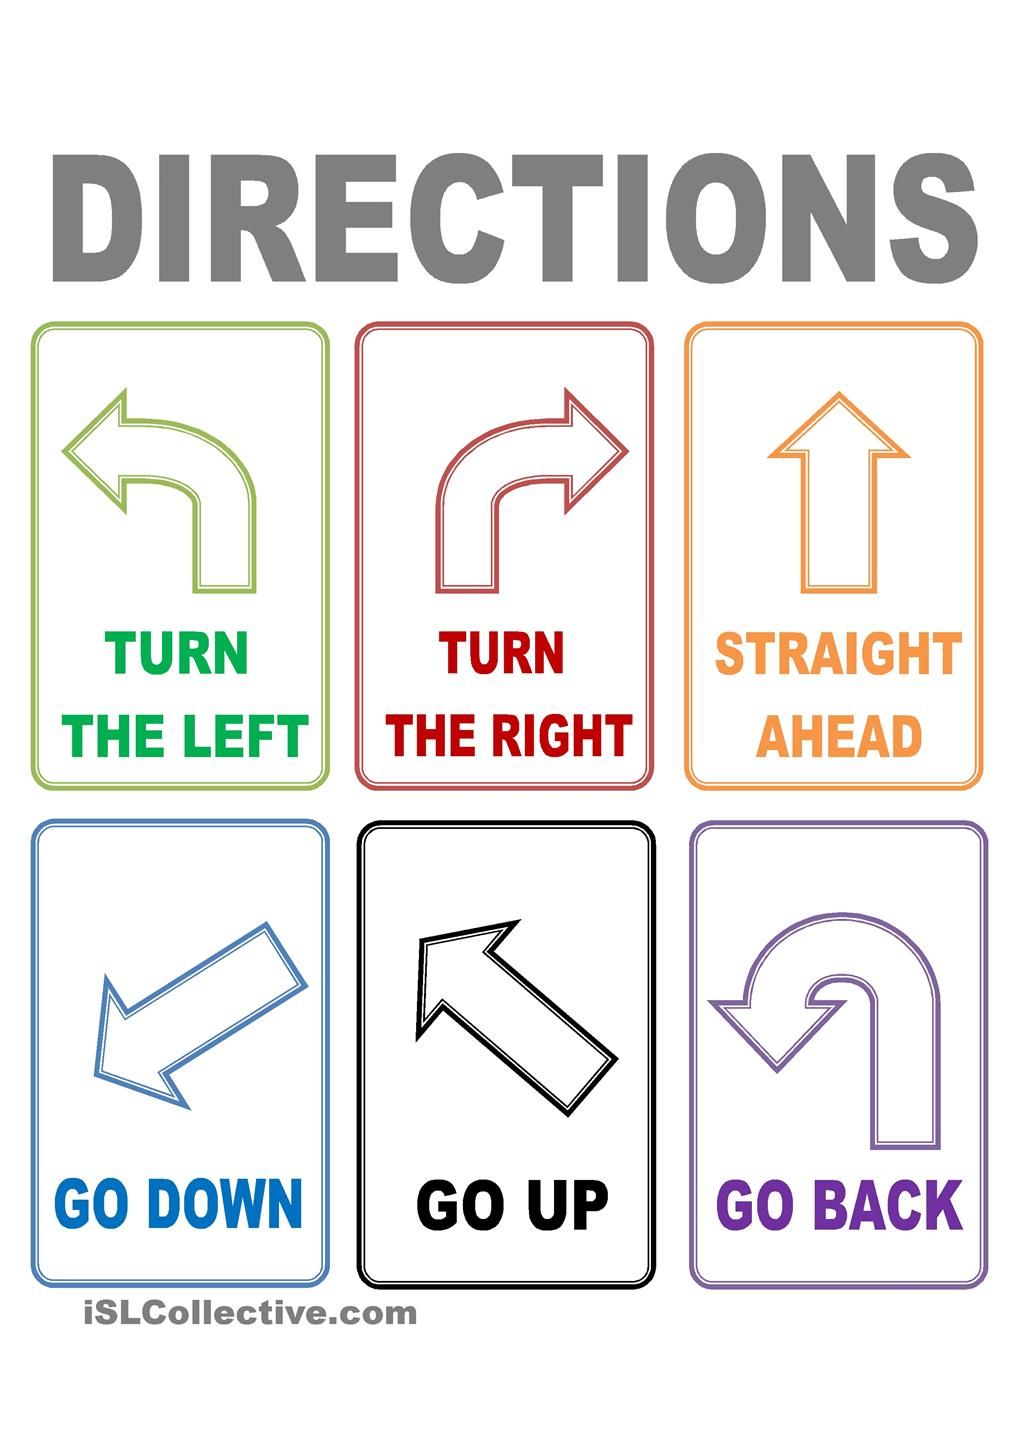 DIRECTIONS
TURN
THE LEFT
TURN
THE RIGHT
STRAIGHT
AHEAD
GO DOWN
GO UP
GO BACK
iSLCollective.com